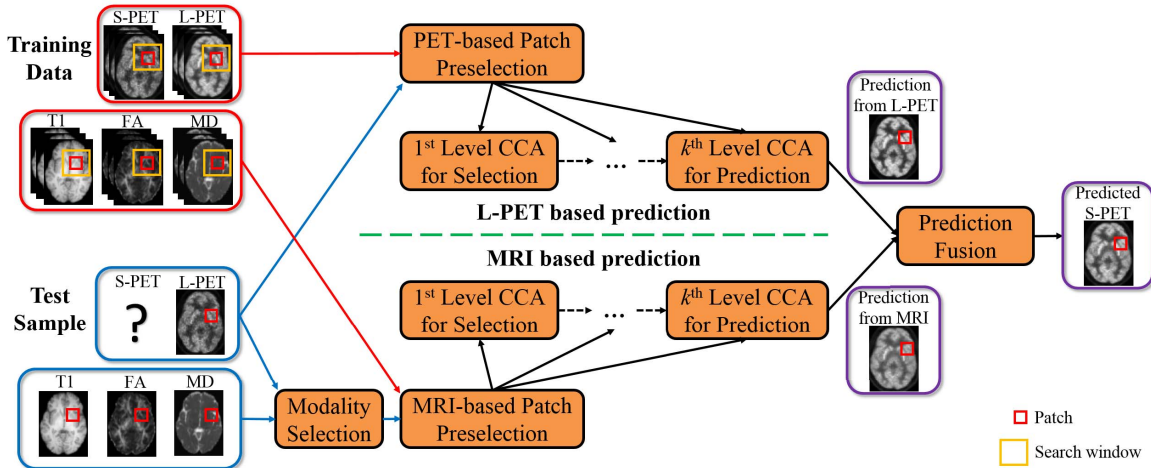 Training
Data
S-PET
L-PET
T1
FA
MD
Test
Sample
S-PET
L-PET
?
T1
FA
MD
Modality
Selection
PET-based Patch
Preselection
1st Level CCA
for Selection
...
kth Level CCA
for Prediction
L-PET based prediction
MRI based prediction
1st Level CCA
for Selection
...
kth Level CCA
for Prediction
MRI-based Patch
Preselection
Prediction
from L-PET
Prediction
Fusion
Prediction
from MRI
Predicted
S-PET
Patch
Search window